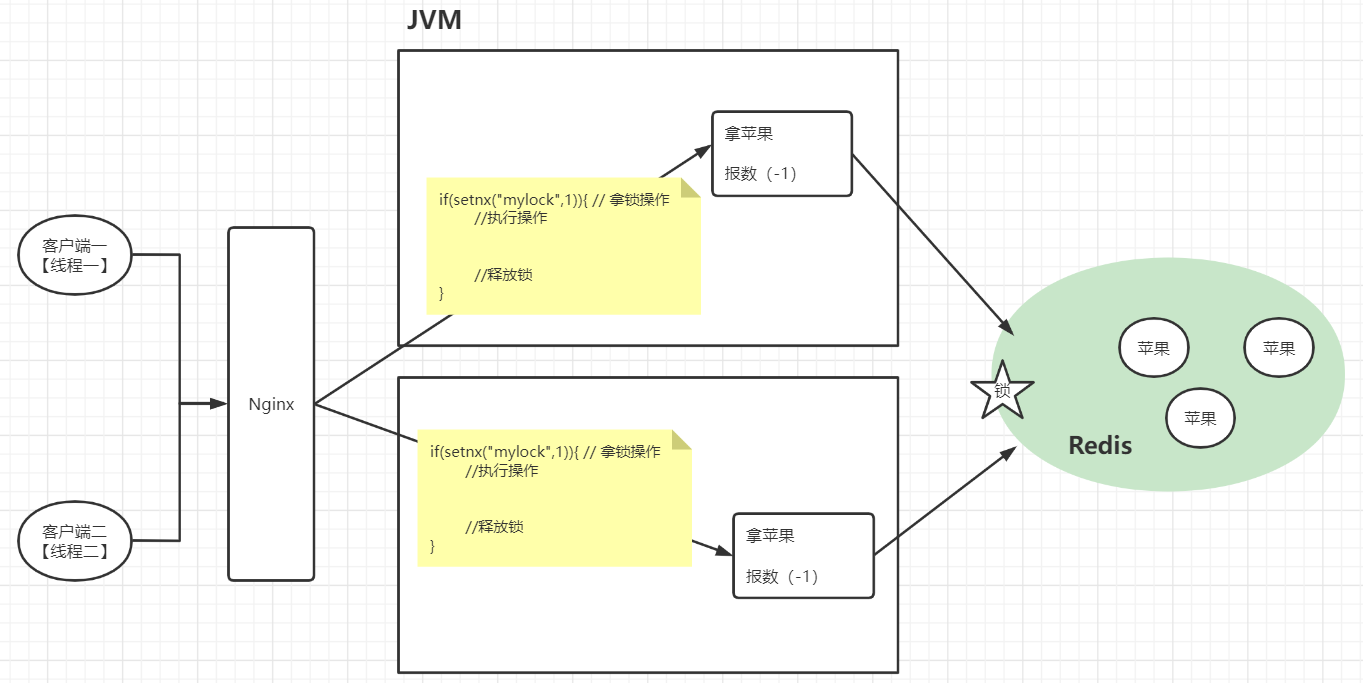 JVM
拿苹果
报数（-1）
if(setnx("mylock",1)){ // 拿锁操作
//执行操作
//释放锁
}
客户端一
【线程一】
Nginx
苹果
苹果
锁
苹果
Redis
if(setnx("mylock",1)){ // 拿锁操作
//执行操作
//释放锁
}
客户端二
【线程二】
拿苹果
报数（-1）